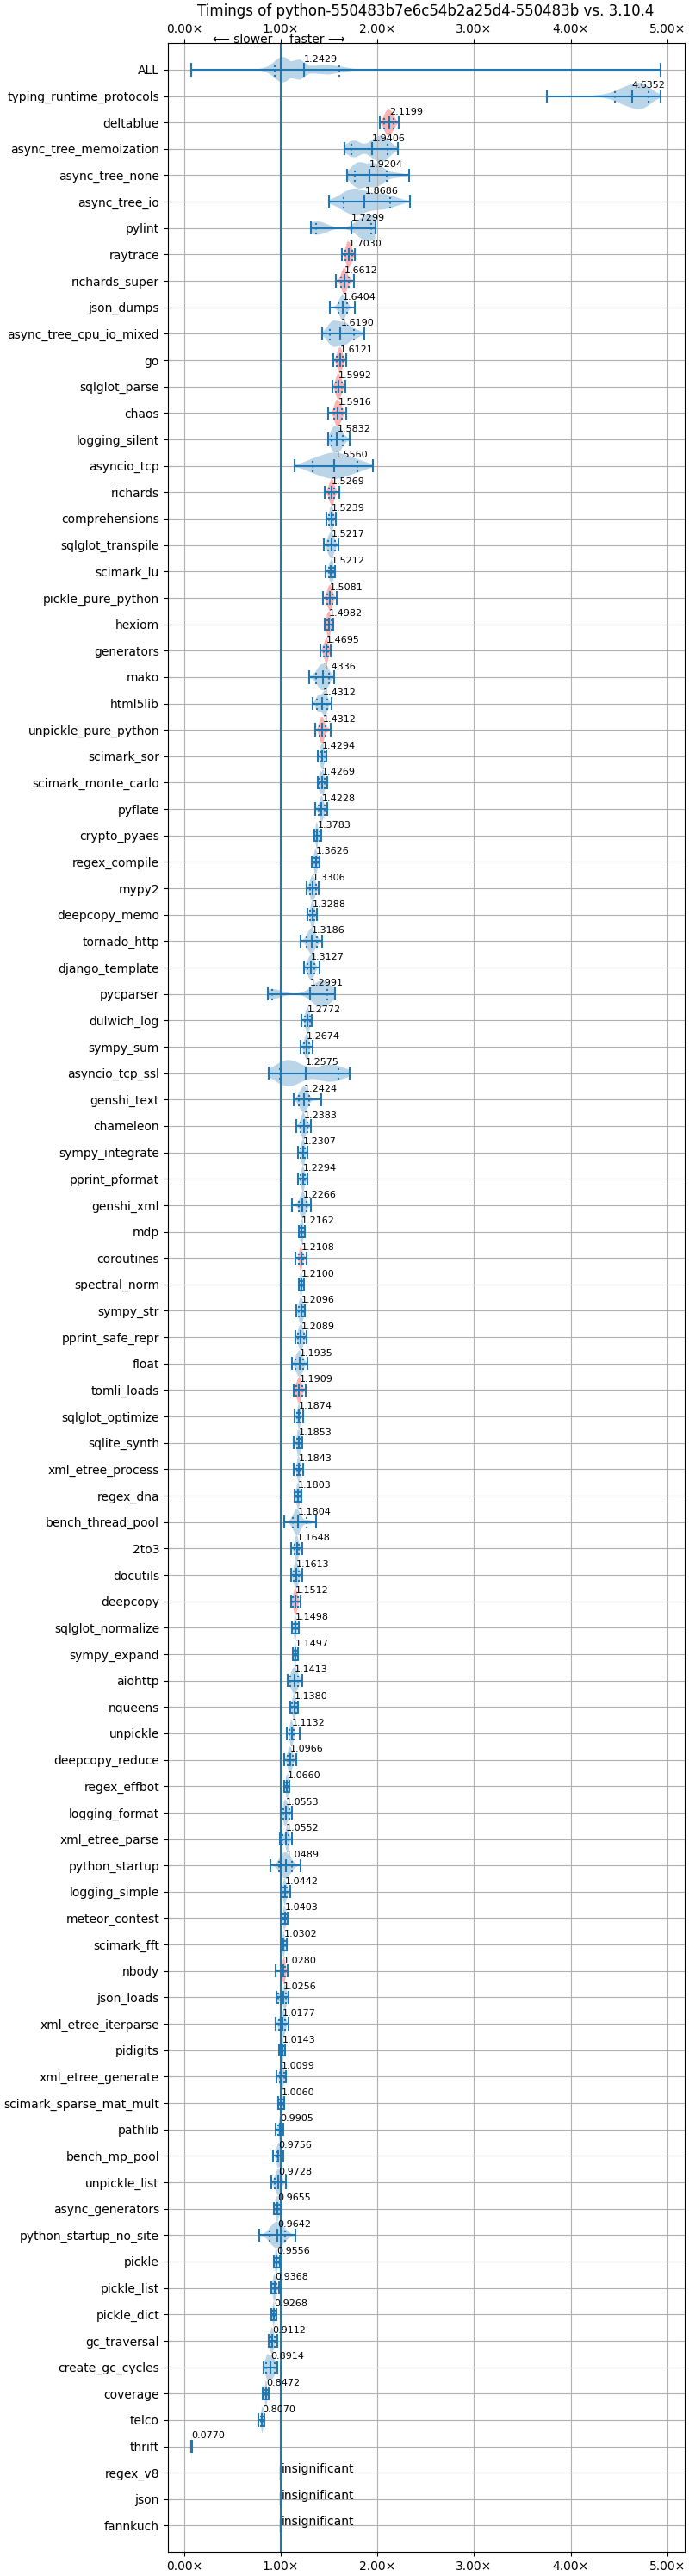 Timings of python-550483b7e6c54b2a25d4-550483b vs. 3.10.4
0.00× 1.00× 2.00× 3.00× 4.00× 5.00×
⟵ slower faster ⟶
ALL 1.2429
typing_runtime_protocols 4.6352
deltablue 2.1199
async_tree_memoization 1.9406
async_tree_none 1.9204
async_tree_io 1.8686
pylint 1.7299
raytrace 1.7030
richards_super 1.6612
json_dumps 1.6404
async_tree_cpu_io_mixed 1.6190
go 1.6121
sqlglot_parse 1.5992
chaos 1.5916
logging_silent 1.5832
asyncio_tcp 1.5560
richards 1.5269
comprehensions 1.5239
sqlglot_transpile 1.5217
scimark_lu 1.5212
pickle_pure_python 1.5081
hexiom 1.4982
generators 1.4695
mako 1.4336
html5lib 1.4312
unpickle_pure_python 1.4312
scimark_sor 1.4294
scimark_monte_carlo 1.4269
pyflate 1.4228
crypto_pyaes 1.3783
regex_compile 1.3626
mypy2 1.3306
deepcopy_memo 1.3288
tornado_http 1.3186
django_template 1.3127
pycparser 1.2991
dulwich_log 1.2772
sympy_sum 1.2674
asyncio_tcp_ssl 1.2575
genshi_text 1.2424
chameleon 1.2383
sympy_integrate 1.2307
pprint_pformat 1.2294
genshi_xml 1.2266
mdp 1.2162
coroutines 1.2108
spectral_norm 1.2100
sympy_str 1.2096
pprint_safe_repr 1.2089
float 1.1935
tomli_loads 1.1909
sqlglot_optimize 1.1874
sqlite_synth 1.1853
xml_etree_process 1.1843
regex_dna 1.1803
bench_thread_pool 1.1804
2to3 1.1648
docutils 1.1613
deepcopy 1.1512
sqlglot_normalize 1.1498
sympy_expand 1.1497
aiohttp 1.1413
nqueens 1.1380
unpickle 1.1132
deepcopy_reduce 1.0966
regex_effbot 1.0660
logging_format 1.0553
xml_etree_parse 1.0552
python_startup 1.0489
logging_simple 1.0442
meteor_contest 1.0403
scimark_fft 1.0302
nbody 1.0280
json_loads 1.0256
xml_etree_iterparse 1.0177
pidigits 1.0143
xml_etree_generate 1.0099
scimark_sparse_mat_mult 1.0060
pathlib 0.9905
bench_mp_pool 0.9756
unpickle_list 0.9728
async_generators 0.9655
python_startup_no_site 0.9642
pickle 0.9556
pickle_list 0.9368
pickle_dict 0.9268
gc_traversal 0.9112
create_gc_cycles 0.8914
coverage 0.8472
telco 0.8070
thrift 0.0770
regex_v8 insignificant
json insignificant
fannkuch insignificant
0.00× 1.00× 2.00× 3.00× 4.00× 5.00×